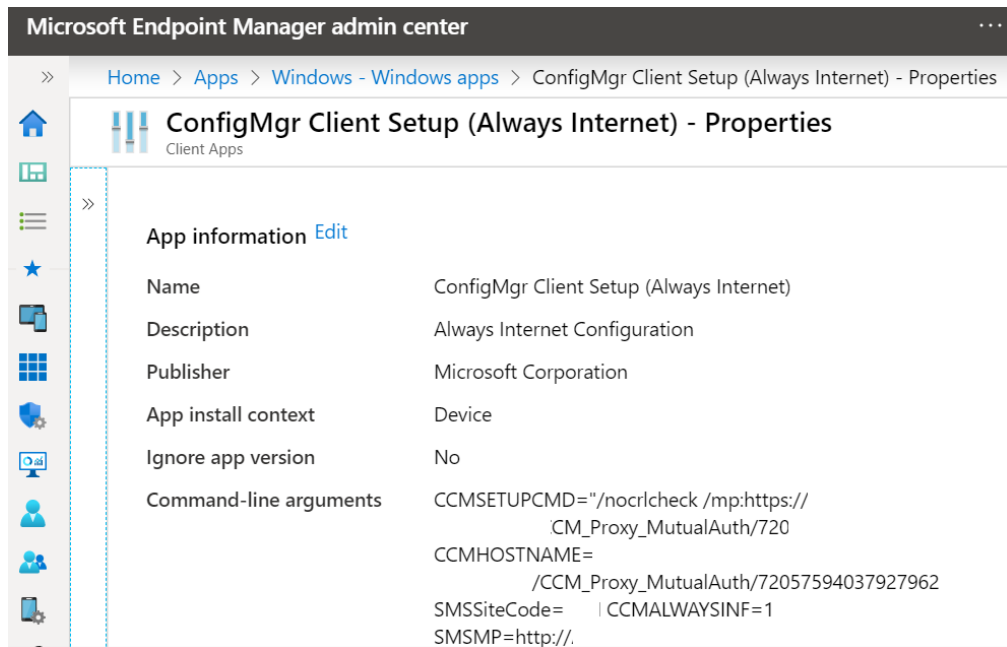 Microsoft Endpoint Manager admin center ...
» Home > Apps > Windows - Windows apps > ConfigMgr Client Setup (Always Internet) - Properties
ConfigMgr Client Setup (Always Internet) - Properties
Client Apps
»
App information Edit
Name ConfigMgr Client Setup (Always Internet)
Description Always Internet Configuration
Publisher Microsoft Corporation
App install context Device
Ignore app version No
Command-line arguments CCMSETUPCMD="/nocrlcheck /mp:https://
CM_Proxy_MutualAuth/720
CCMHOSTNAME=
/CCM_Proxy_MutualAuth/72057594037927962
SMSSiteCode= CCMALWAYSINF=1
SMSMP=http://.